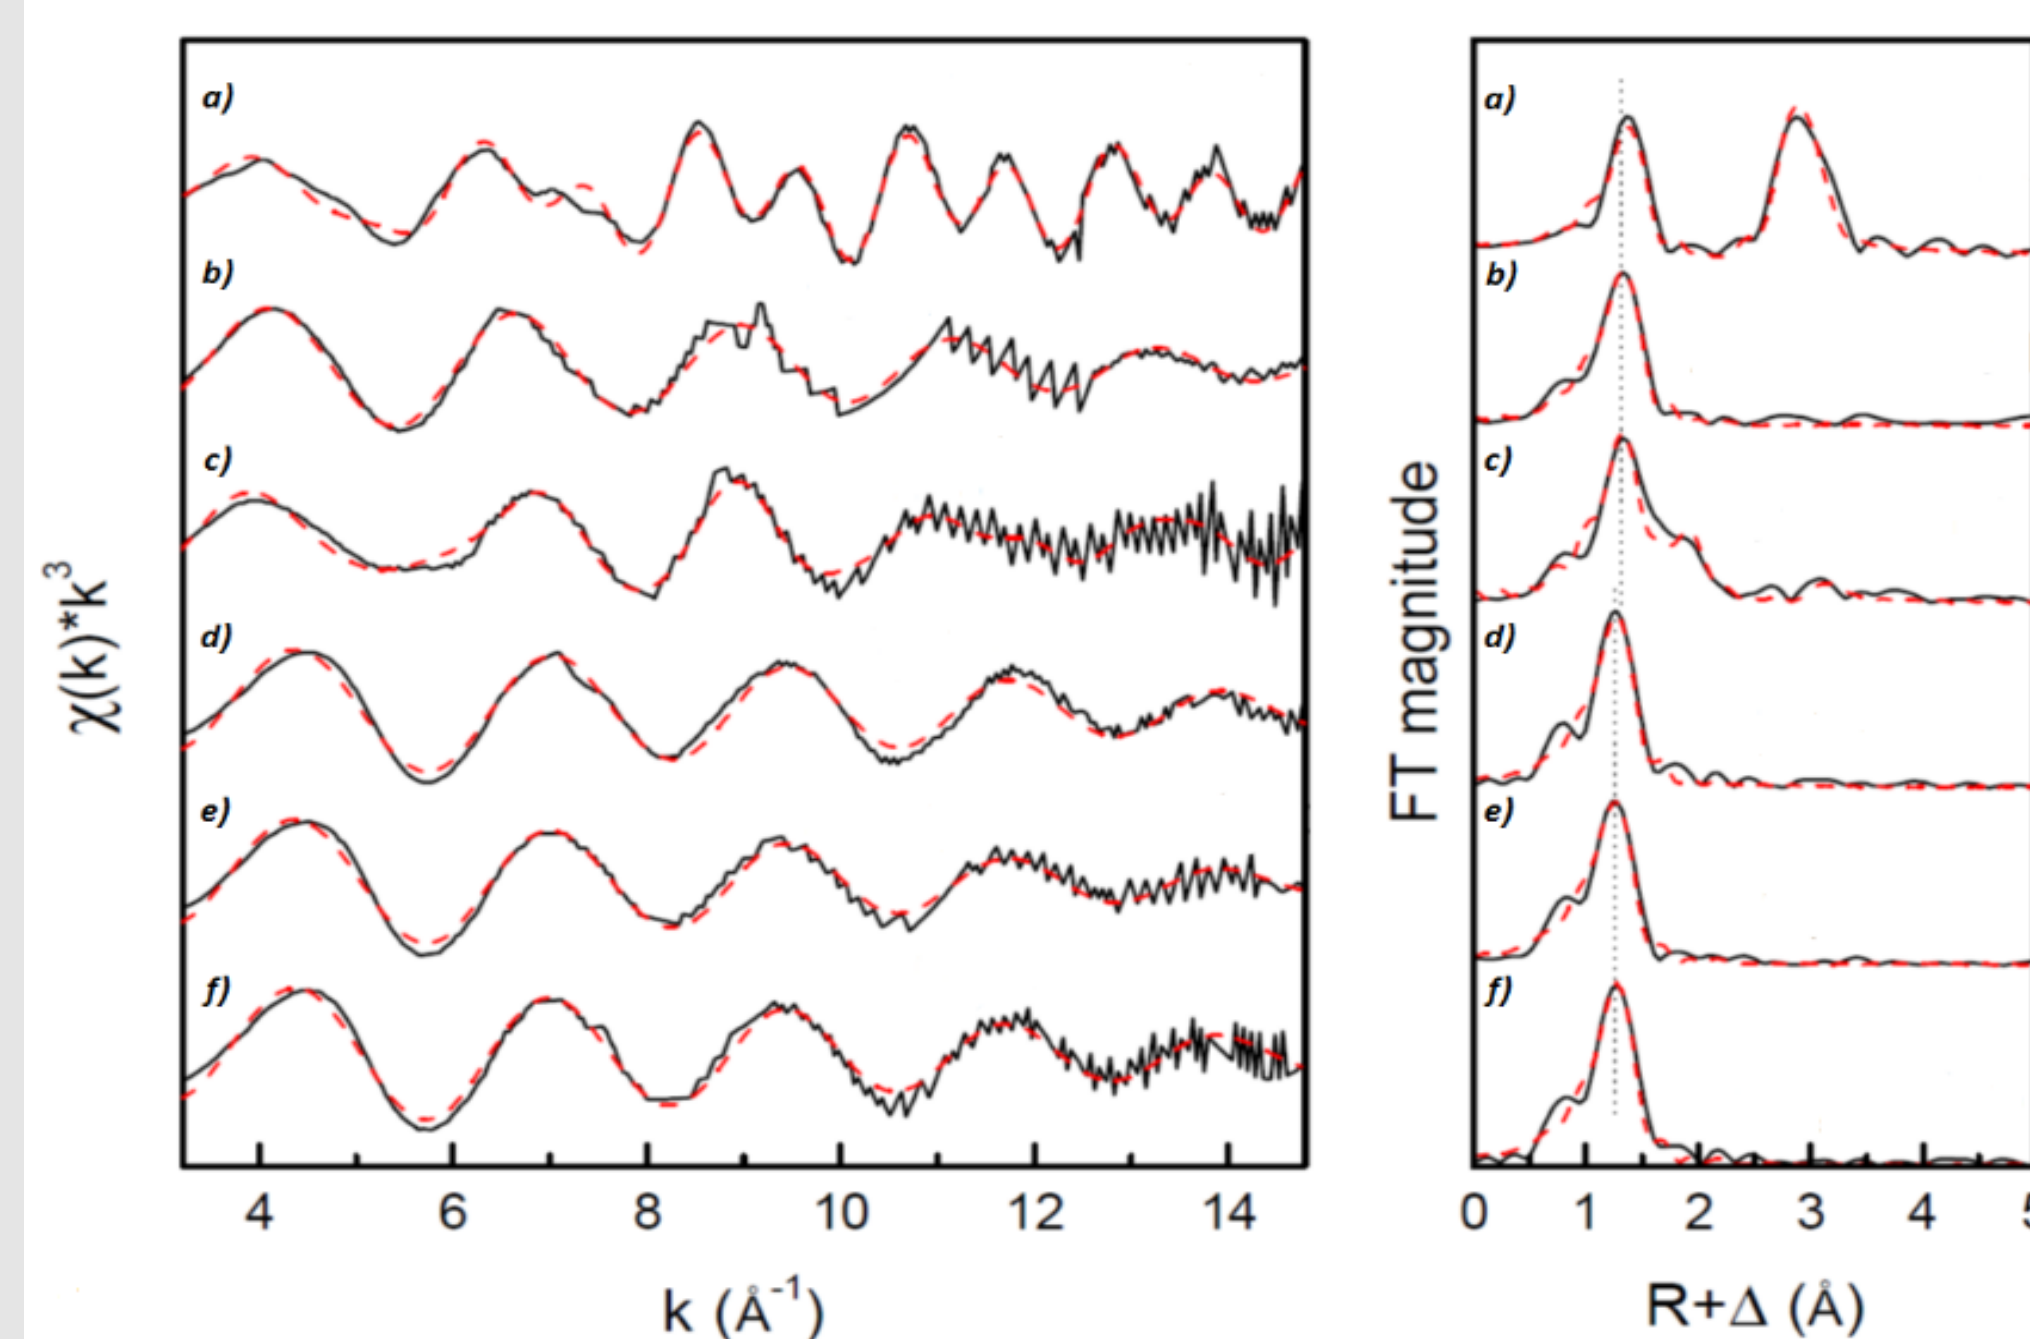 a)
b)
c)
d)
e)
f)
χ(k)*k³
4 6 8 10 12 14
k (Å⁻¹)
a)
b)
c)
d)
e)
f)
FT magnitude
0 1 2 3 4
R+Δ (Å)